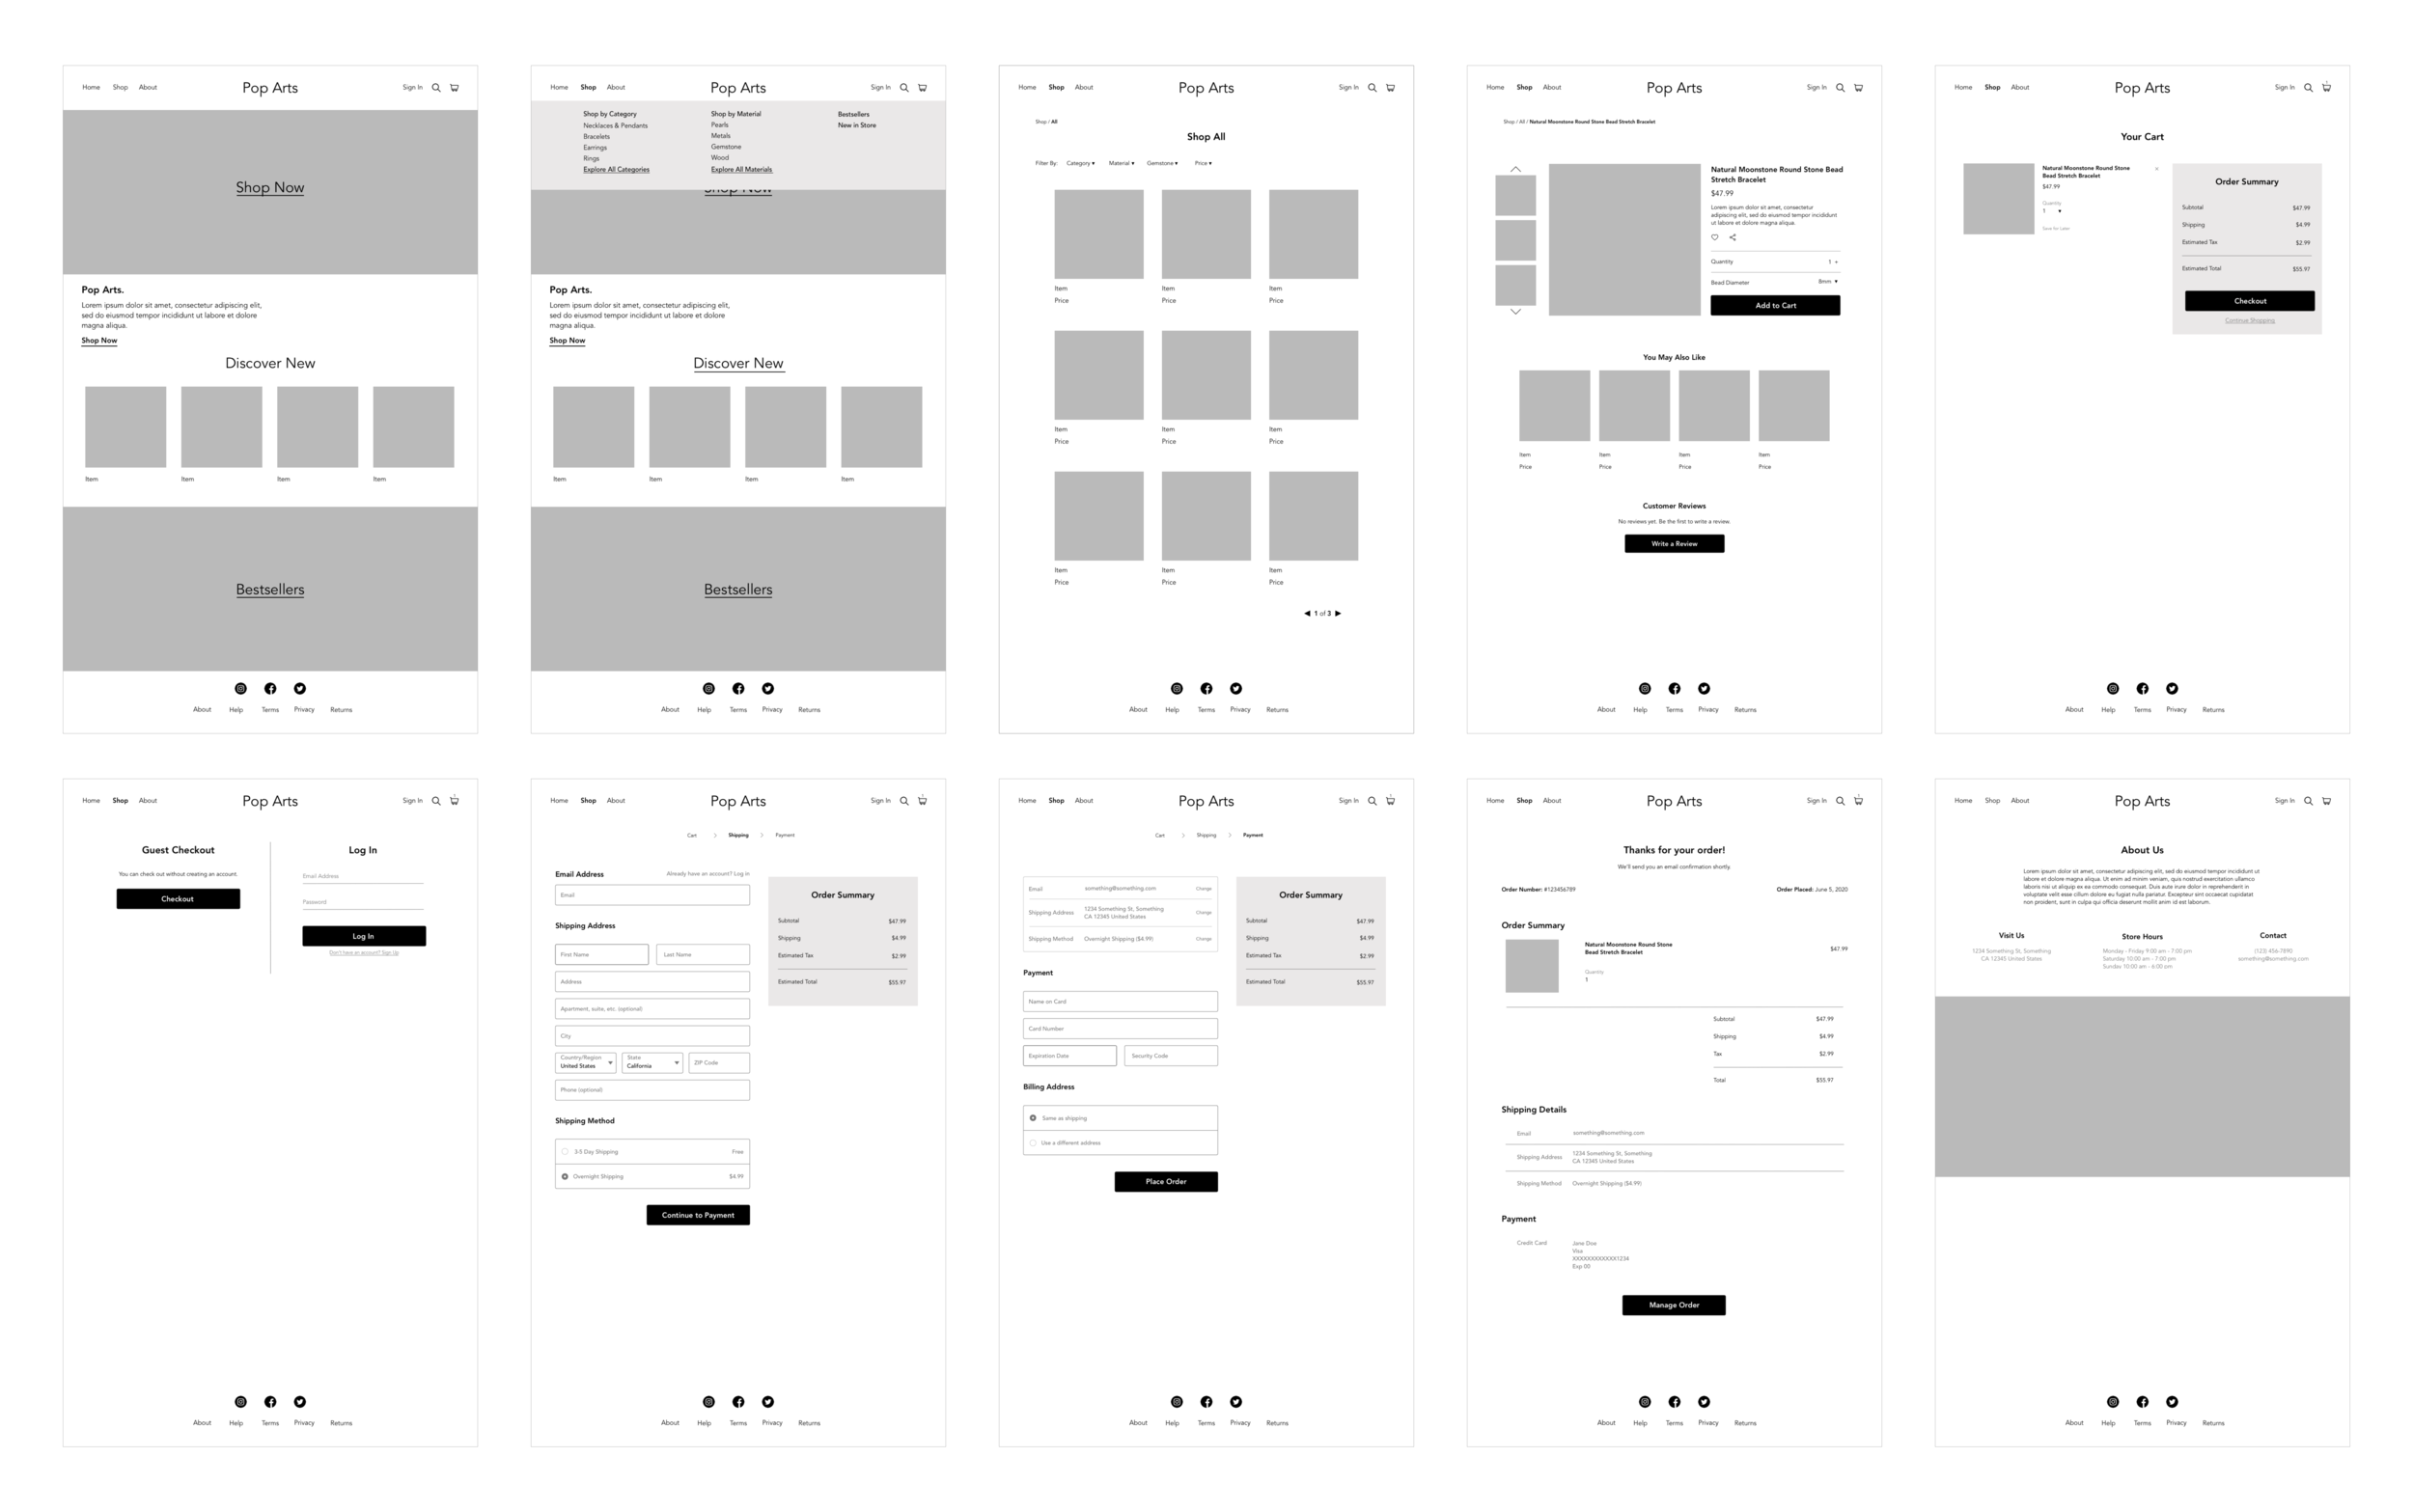 Home Shop About Pop Arts Sign In
Shop Now
Pop Arts.
Lorem ipsum dolor sit amet, consectetur adipiscing elit,
sed do eiusmod tempor incididunt ut labore et dolore
magna aliqua.
Shop Now
Discover New
Item Item Item Item
Bestsellers
About Help Terms Privacy Returns
Home Shop About Pop Arts Sign In
Shop by Category Shop by Material Bestsellers
Necklaces & Pendants Pearls New in Store
Bracelets Metals
Earrings Gemstone
Rings Wood
Explore All Categories Explore All Materials
Shop Now
Pop Arts.
Lorem ipsum dolor sit amet, consectetur adipiscing elit,
sed do eiusmod tempor incididunt ut labore et dolore
magna aliqua.
Shop Now
Discover New
Item Item Item Item
Bestsellers
About Help Terms Privacy Returns
Home Shop About Pop Arts Sign In
Shop / All
Shop All
Filter By: Category ▾ Material ▾ Gemstone ▾ Price ▾
Item Item Item
Price Price Price
Item Item Item
Price Price Price
Item Item Item
Price Price Price
◀ 1 of 3 ▶
About Help Terms Privacy Returns
Home Shop About Pop Arts Sign In
Shop / All / Natural Moonstone Round Stone Bead Stretch Bracelet
Natural Moonstone Round Stone Bead
Stretch Bracelet
$47.99
Lorem ipsum dolor sit amet, consectetur
adipiscing elit, sed do eiusmod tempor incididunt
ut labore et dolore magna aliqua.
Quantity 1
Bead Diameter 8mm ▾
Add to Cart
You May Also Like
Item Item Item Item
Price Price Price Price
Customer Reviews
No reviews yet. Be the first to write a review.
Write a Review
About Help Terms Privacy Returns
Home Shop About Pop Arts Sign In
Your Cart
Natural Moonstone Round Stone
Bead Stretch Bracelet
$47.99
Quantity
1 ▾
Save for Later
Order Summary
Subtotal $47.99
Shipping $4.99
Estimated Tax $2.99
Estimated Total $55.97
Checkout
Continue Shopping
About Help Terms Privacy Returns
Home Shop About Pop Arts Sign In
Guest Checkout
You can check out without creating an account.
Checkout
Log In
Email Address
Password
Log In
Don't have an account? Sign Up
About Help Terms Privacy Returns
Home Shop About Pop Arts Sign In
Cart > Shipping > Payment
Email Address Already have an account? Log in
Email
Shipping Address
First Name Last Name
Address
Apartment, suite, etc. (optional)
City
Country/Region State ZIP Code
United States California
Phone (optional)
Shipping Method
3-5 Day Shipping Free
Overnight Shipping $4.99
Continue to Payment
Order Summary
Subtotal $47.99
Shipping $4.99
Estimated Tax $2.99
Estimated Total $55.97
About Help Terms Privacy Returns
Home Shop About Pop Arts Sign In
Cart > Shipping > Payment
Email something@something.com Change
Shipping Address 1234 Something St, Something Change
CA 12345 United States
Shipping Method Overnight Shipping ($4.99) Change
Payment
Name on Card
Card Number
Expiration Date Security Code
Billing Address
Same as shipping
Use a different address
Place Order
Order Summary
Subtotal $47.99
Shipping $4.99
Estimated Tax $2.99
Estimated Total $55.97
About Help Terms Privacy Returns
Home Shop About Pop Arts Sign In
Thanks for your order!
We'll send you an email confirmation shortly.
Order Number: #123456789 Order Placed: June 5, 2020
Order Summary
Natural Moonstone Round Stone $47.99
Bead Stretch Bracelet
Quantity
1
Subtotal $47.99
Shipping $4.99
Tax $2.99
Total $55.97
Shipping Details
Email something@something.com
Shipping Address 1234 Something St, Something
CA 12345 United States
Shipping Method Overnight Shipping ($4.99)
Payment
Credit Card Jane Doe
Visa
XXXXXXXXXXXX1234
Exp 00
Manage Order
About Help Terms Privacy Returns
Home Shop About Pop Arts Sign In
About Us
Lorem ipsum dolor sit amet, consectetur adipiscing elit, sed do eiusmod tempor incididunt ut
labore et dolore magna aliqua. Ut enim ad minim veniam, quis nostrud exercitation ullamco
laboris nisi ut aliquip ex ea commodo consequat. Duis aute irure dolor in reprehenderit in
voluptate velit esse cillum dolore eu fugiat nulla pariatur. Excepteur sint occaecat cupidatat
non proident, sunt in culpa qui officia deserunt mollit anim id est laborum.
Visit Us
1234 Something St, Something
CA 12345 United States
Store Hours
Monday - Friday 9:00 am - 7:00 pm
Saturday 10:00 am - 7:00 pm
Sunday 10:00 am - 6:00 pm
Contact
(123) 456-7890
something@something.com
About Help Terms Privacy Returns